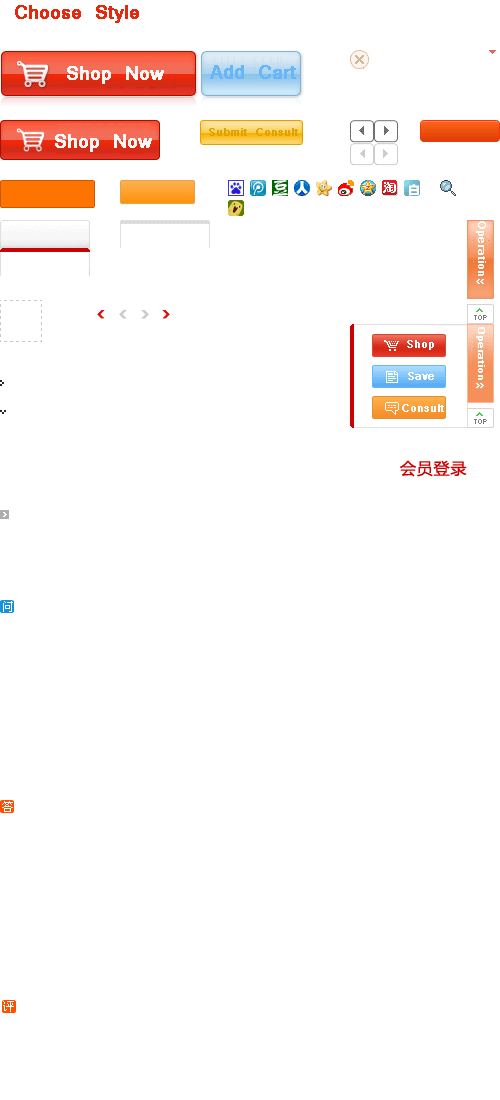 Choose Style
Shop Now
Add Cart
Shop Now
Submit Consult
淘
Operation
TOP
Shop
Save
Consult
Operation
TOP
会员登录
问
答
评